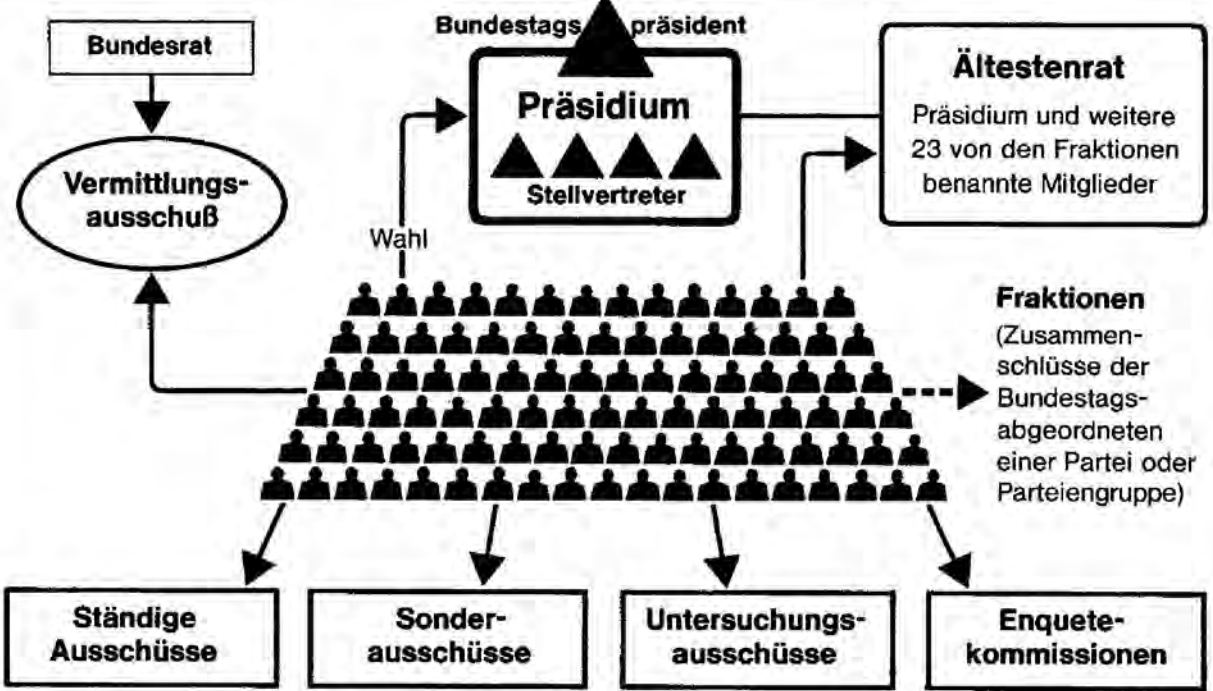 Bundesrat
Vermittlungs-
ausschuß
Bundestags präsident
Präsidium
Stellvertreter
Ältestenrat
Präsidium und weitere
23 von den Fraktionen
benannte Mitglieder
Wahl
Fraktionen
(Zusammen-
schlüsse der
Bundestags-
abgeordneten
einer Partei oder
Parteiengruppe)
Ständige
Ausschüsse
Sonder-
ausschüsse
Untersuchungs-
ausschüsse
Enquete-
kommissionen